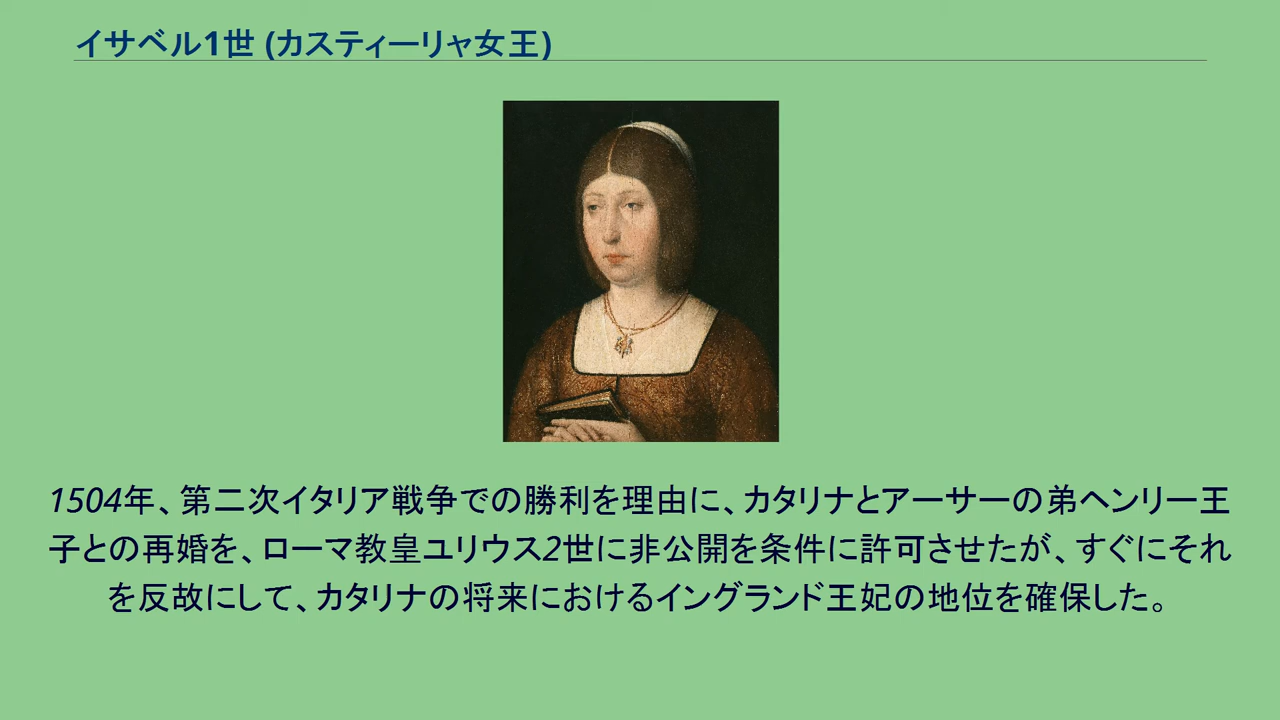 イサベル1世 (カスティーリャ女王)
1504年、第二次イタリア戦争での勝利を理由に、カタリナとアーサーの弟ヘンリー王
子との再婚を、ローマ教皇ユリウス2世に非公開を条件に許可させたが、すぐにそれ
を反故にして、カタリナの将来におけるイングランド王妃の地位を確保した。